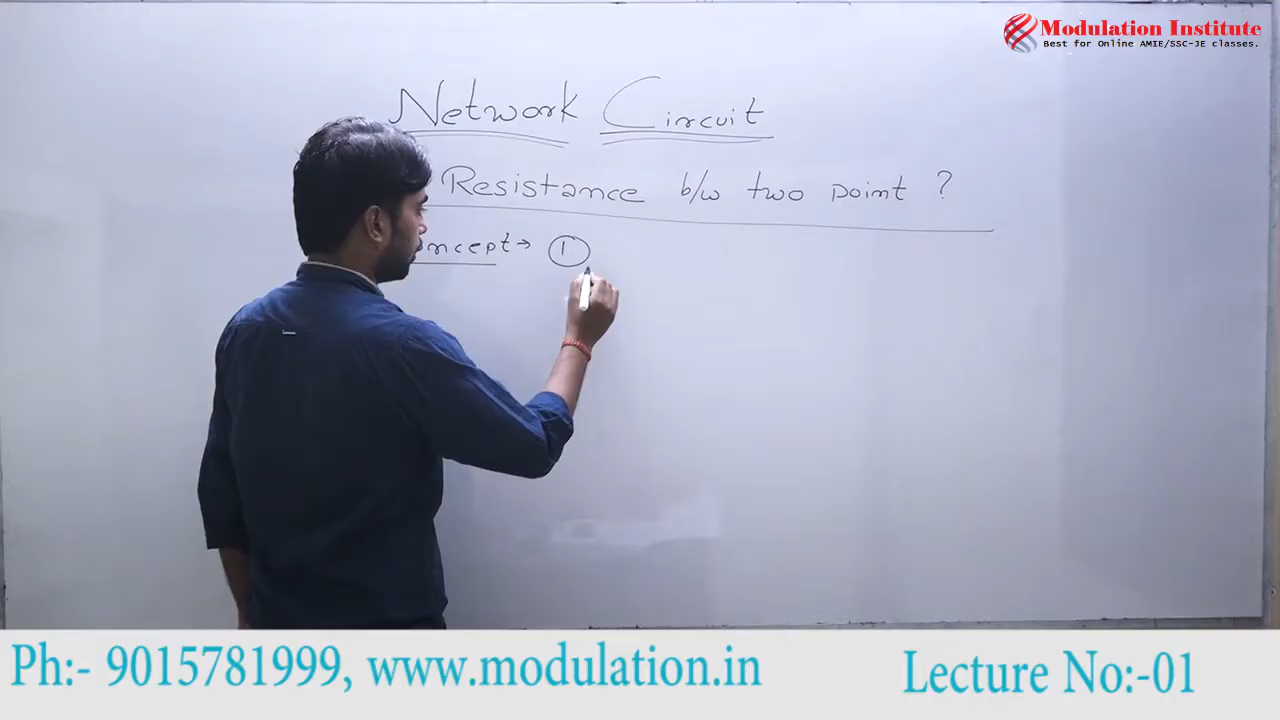 Modulation Institute
Best for Online AMIE/SSC-JE classes.
Network Circuit
Resistance b/w two point ?
oncept → 1
Ph:- 9015781999, www.modulation.in
Lecture No:-01